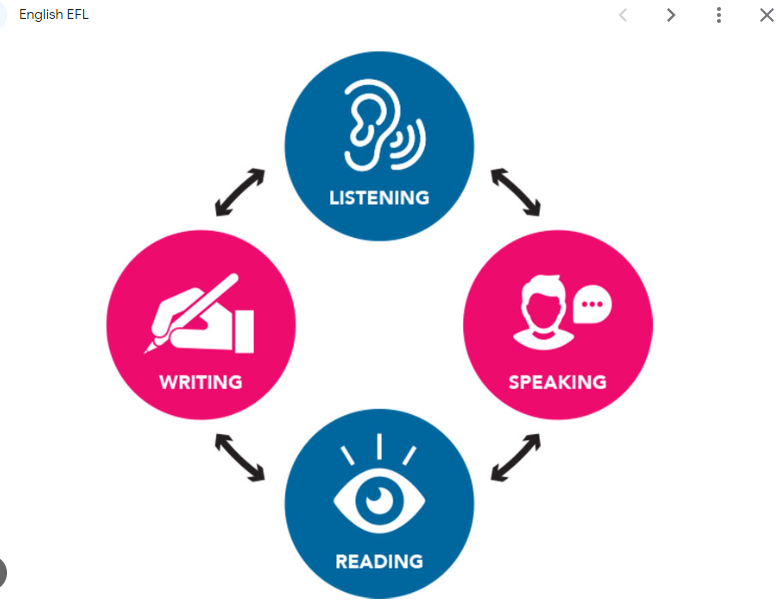 English EFL
LISTENING
WRITING
SPEAKING
READING